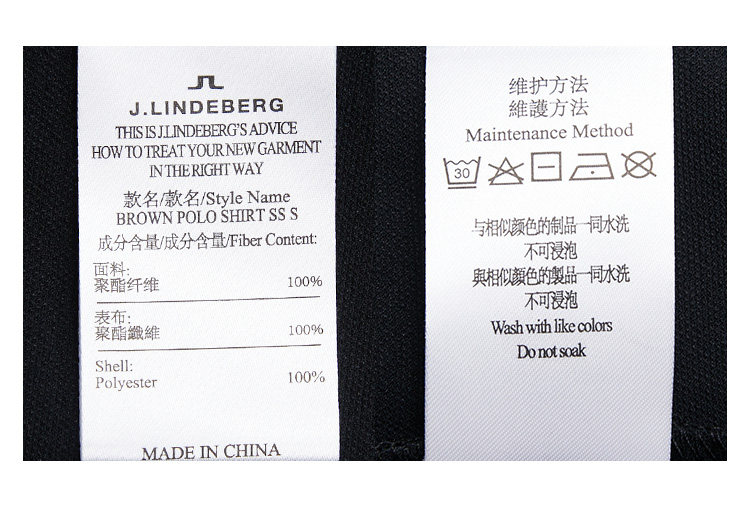 J.LINDEBERG
THIS IS J.LINDEBERG'S ADVICE
HOW TO TREAT YOUR NEW GARMENT
IN THE RIGHT WAY
款名/款名/Style Name
BROWN POLO SHIRT SS S
成分含量/成分含量/Fiber Content:
面料:
聚酯纤维 100%
表布:
聚酯纖維 100%
Shell:
Polyester 100%
MADE IN CHINA
维护方法
維護方法
Maintenance Method
30
与相似颜色的制品一同水洗
不可浸泡
與相似顏色的製品一同水洗
不可浸泡
Wash with like colors
Do not soak